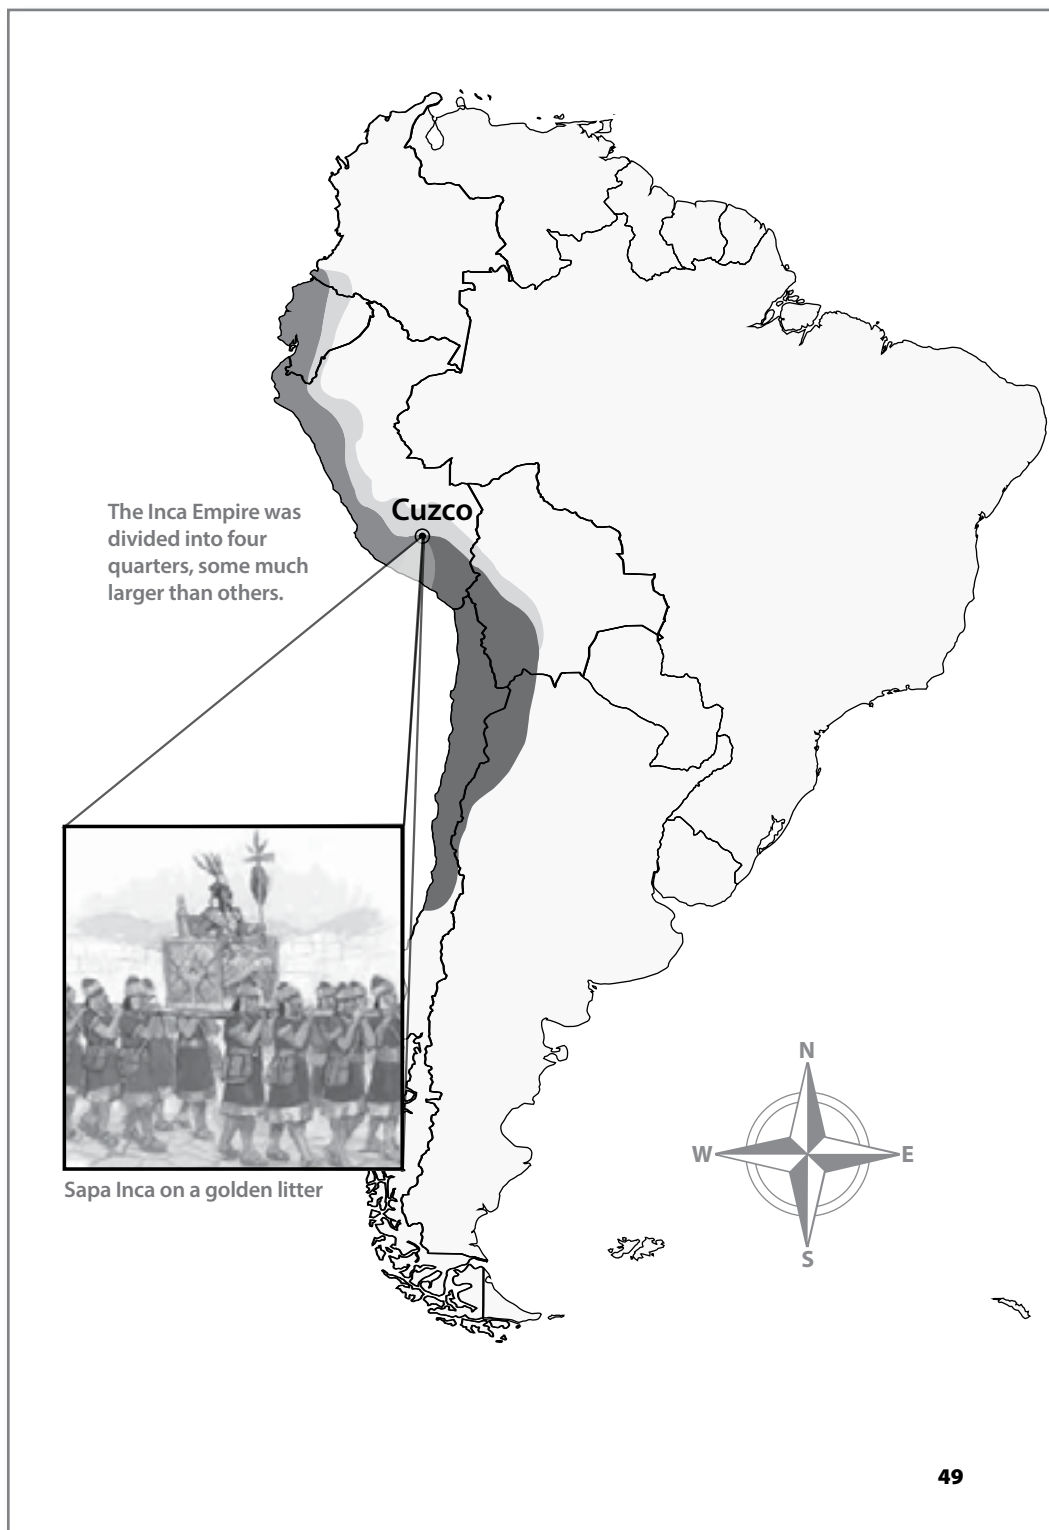 Cuzco
The Inca Empire was
divided into four
quarters, some much
larger than others.
N
W
E
S
Sapa Inca on a golden litter
49